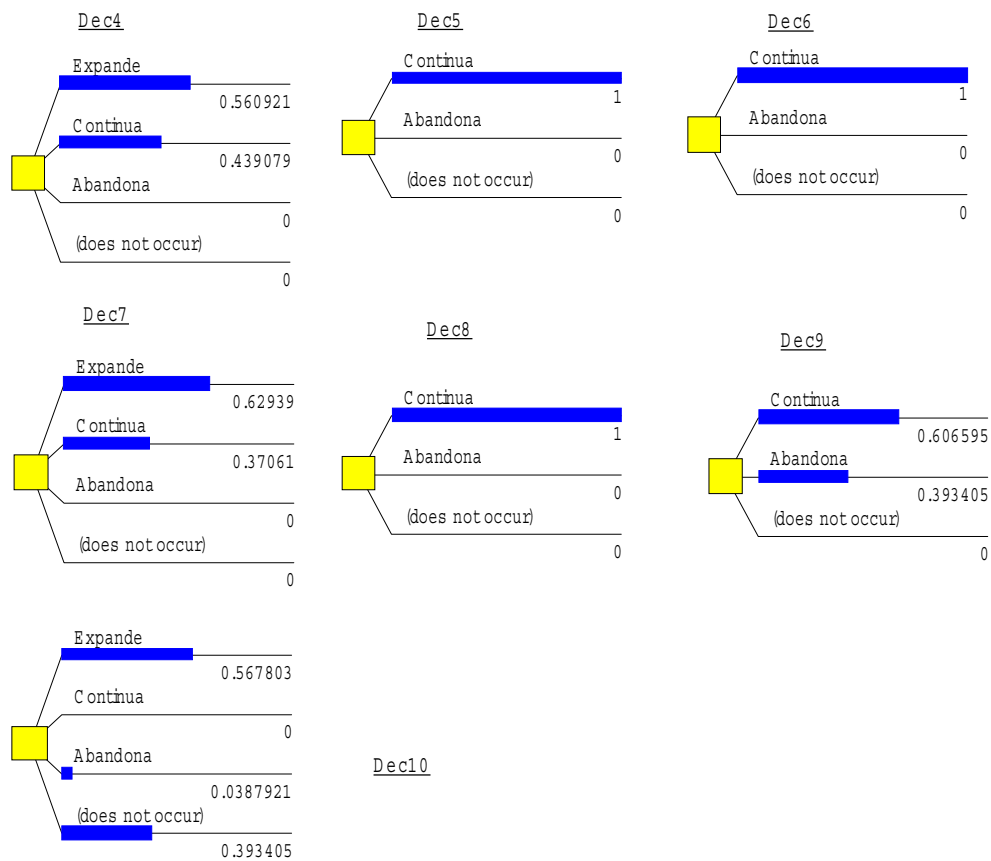 Dec4
Expande
0.560921
Continua
0.439079
Abandona
0
(does not occur)
0
Dec5
Continua
1
Abandona
0
(does not occur)
0
Dec6
Continua
1
Abandona
0
(does not occur)
0
Dec7
Expande
0.62939
Continua
0.37061
Abandona
0
(does not occur)
0
Dec8
Continua
1
Abandona
0
(does not occur)
0
Dec9
Continua
0.606595
Abandona
0.393405
(does not occur)
0
Expande
0.567803
Continua
0
Abandona
0.0387921
(does not occur)
0.393405
Dec10